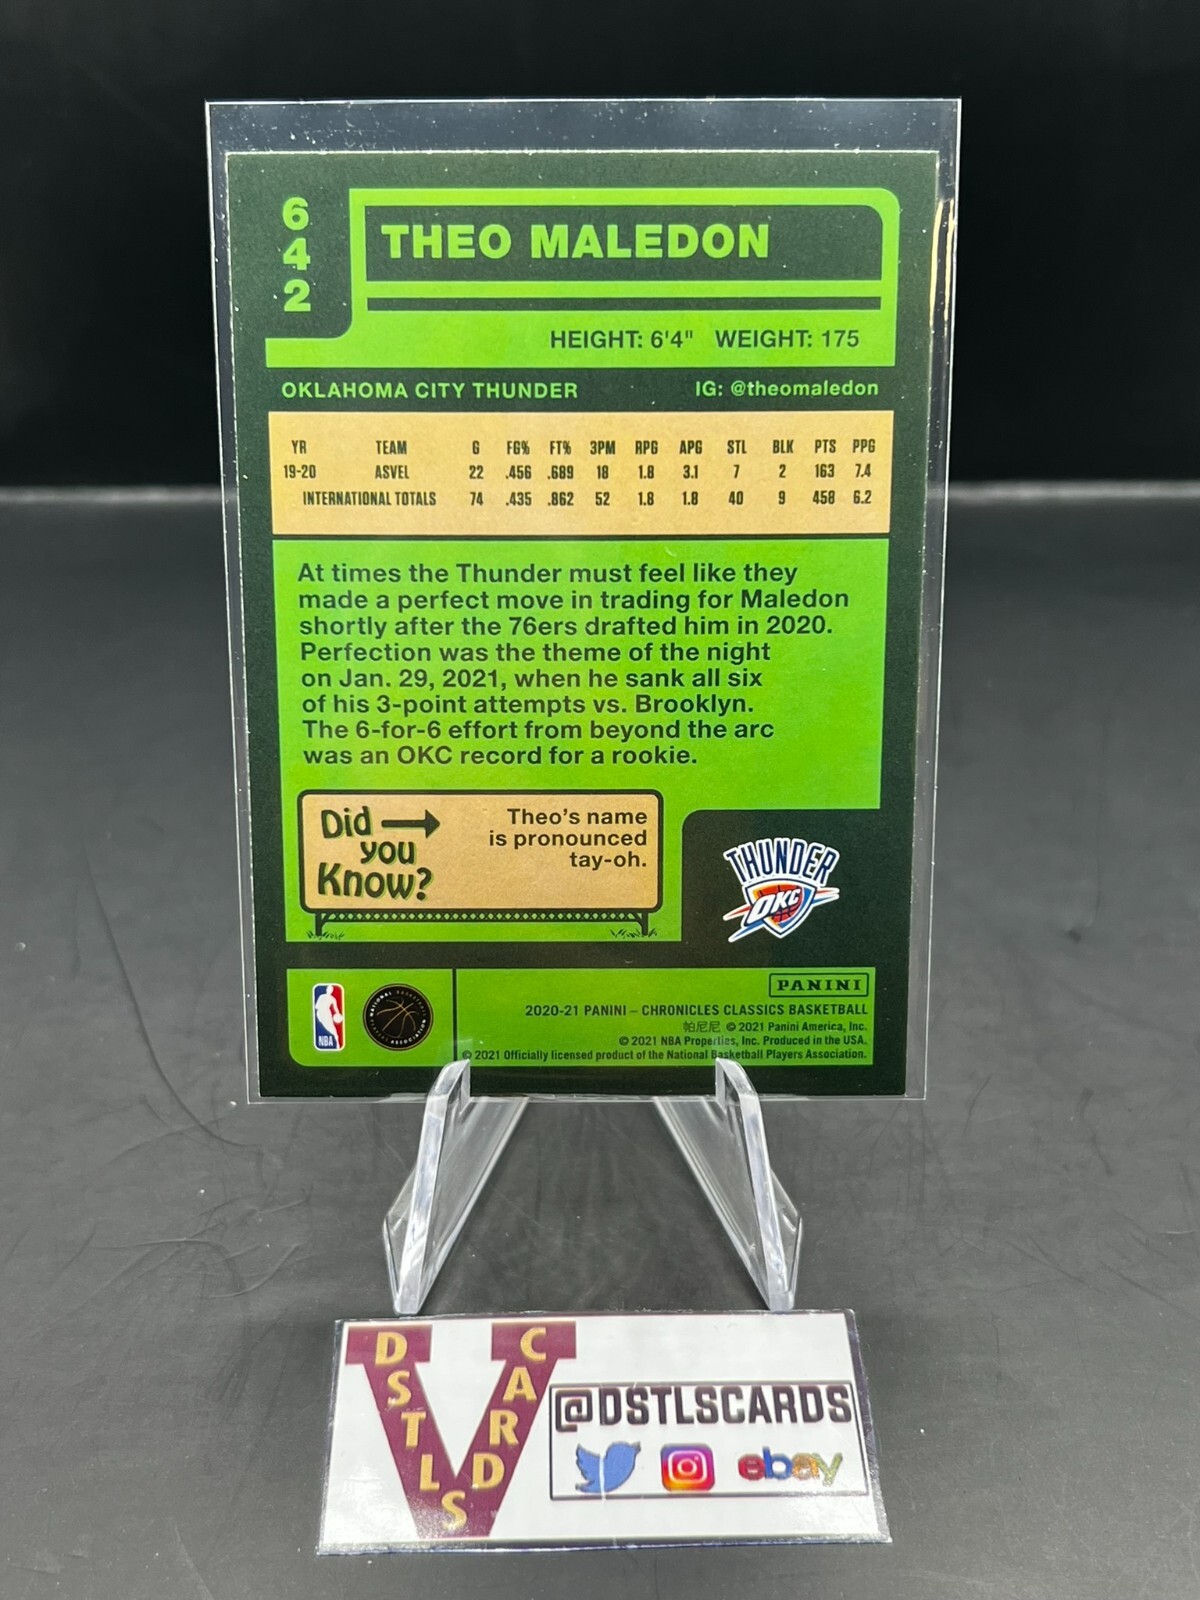 6
4
2
THEO MALEDON
HEIGHT: 6'4" WEIGHT: 175
OKLAHOMA CITY THUNDER IG: @theomaledon
YR TEAM G FG% FT% 3PM RPG APG STL BLK PTS PPG
19-20 ASVEL 22 .456 .689 18 1.8 3.1 7 2 163 7.4
INTERNATIONAL TOTALS 74 .435 .862 52 1.8 1.8 40 9 458 6.2
At times the Thunder must feel like they
made a perfect move in trading for Maledon
shortly after the 76ers drafted him in 2020.
Perfection was the theme of the night
on Jan. 29, 2021, when he sank all six
of his 3-point attempts vs. Brooklyn.
The 6-for-6 effort from beyond the arc
was an OKC record for a rookie.
Did
you
Know?
Theo's name
is pronounced
tay-oh.
THUNDER
OKC
NBA
NATIONAL BASKETBALL ASSOCIATION
PANINI
2020-21 PANINI – CHRONICLES CLASSICS BASKETBALL
帕尼尼 © 2021 Panini America, Inc.
© 2021 NBA Properties, Inc. Produced in the USA.
© 2021 Officially licensed product of the National Basketball Players Association.
DSTLS
CARDS
@DSTLSCARDS
ebay